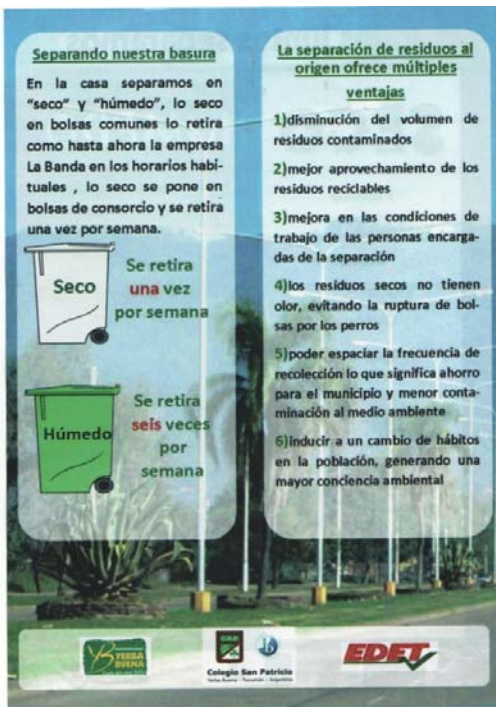 Separando nuestra basura
En la casa separamos en
"seco" y "húmedo", lo seco
en bolsas comunes lo retira
como hasta ahora la empresa
La Banda en los horarios habi-
tuales , lo seco se pone en
bolsas de consorcio y se retira
una vez por semana.
Seco
Se retira
una vez
por semana
Húmedo
Se retira
seis veces
por
semana
La separación de residuos al
origen ofrece múltiples
ventajas
1)disminución del volumen de
residuos contaminados
2)mejor aprovechamiento de los
residuos reciclables
3)mejora en las condiciones de
trabajo de las personas encarga-
das de la separación
4)los residuos secos no tienen
olor, evitando la ruptura de bol-
sas por los perros
5)poder espaciar la frecuencia de
recolección lo que significa ahorro
para el municipio y menor conta-
minación al medio ambiente
6)inducir a un cambio de hábitos
en la población, generando una
mayor conciencia ambiental
YERBA
BUENA
Colegio San Patricio
Yerba Buena - Tucumán - Argentina
EDET